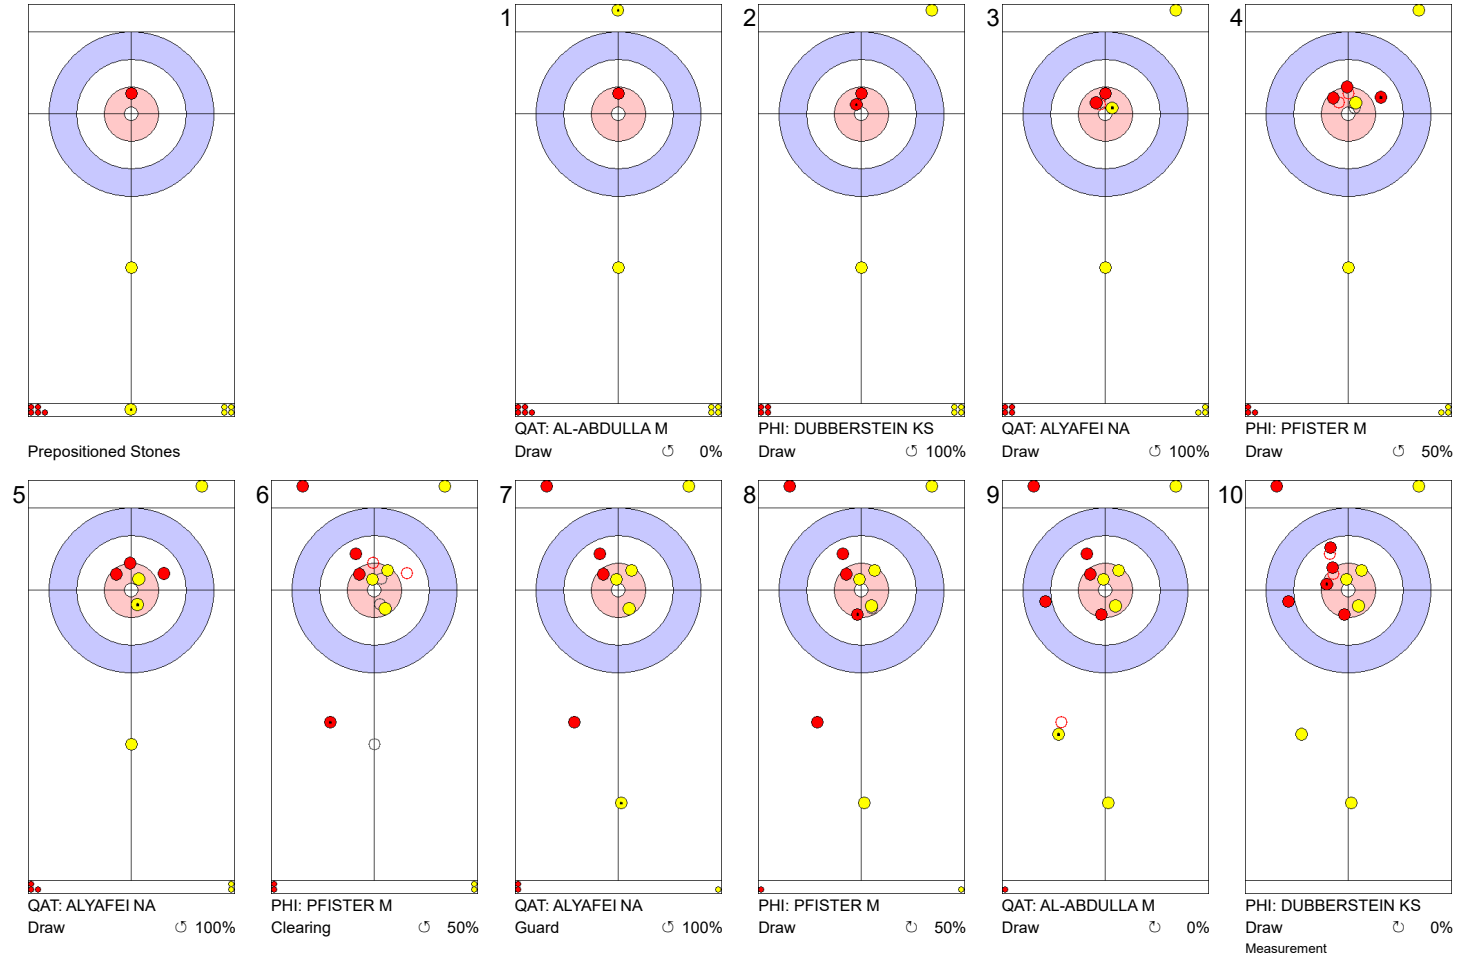 1
2
3
4
QAT: AL-ABDULLA M
PHI: DUBBERSTEIN KS
QAT: ALYAFEI NA
PHI: PFISTER M
Prepositioned Stones
Draw ↺ 0%
Draw ↺ 100%
Draw ↺ 100%
Draw ↺ 50%
5
6
7
8
9
10
QAT: ALYAFEI NA
PHI: PFISTER M
QAT: ALYAFEI NA
PHI: PFISTER M
QAT: AL-ABDULLA M
PHI: DUBBERSTEIN KS
Draw ↺ 100%
Clearing ↺ 50%
Guard ↺ 100%
Draw ↻ 50%
Draw ↻ 0%
Draw ↻ 0%
Measurement